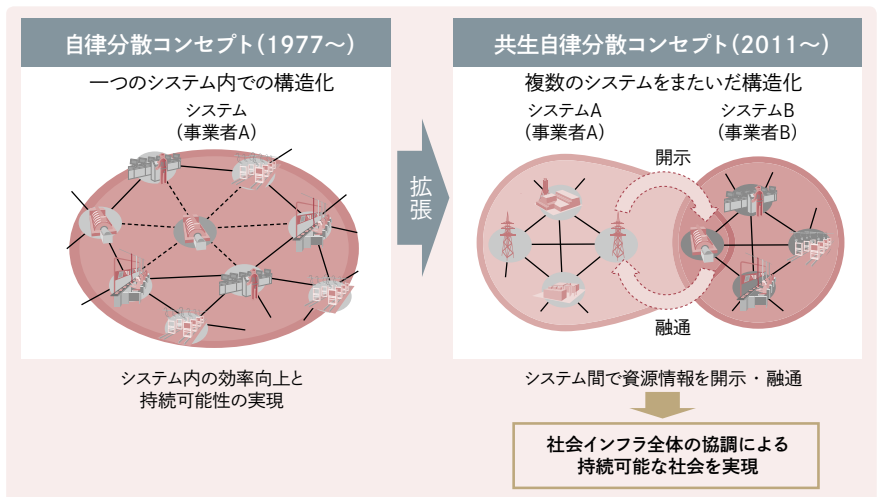 自律分散コンセプト(1977~)
一つのシステム内での構造化
システム
(事業者A)
システム内の効率向上と
持続可能性の実現
拡張
共生自律分散コンセプト(2011~)
複数のシステムをまたいだ構造化
システムA
(事業者A)
システムB
(事業者B)
開示
融通
システム間で資源情報を開示・融通
社会インフラ全体の協調による
持続可能な社会を実現